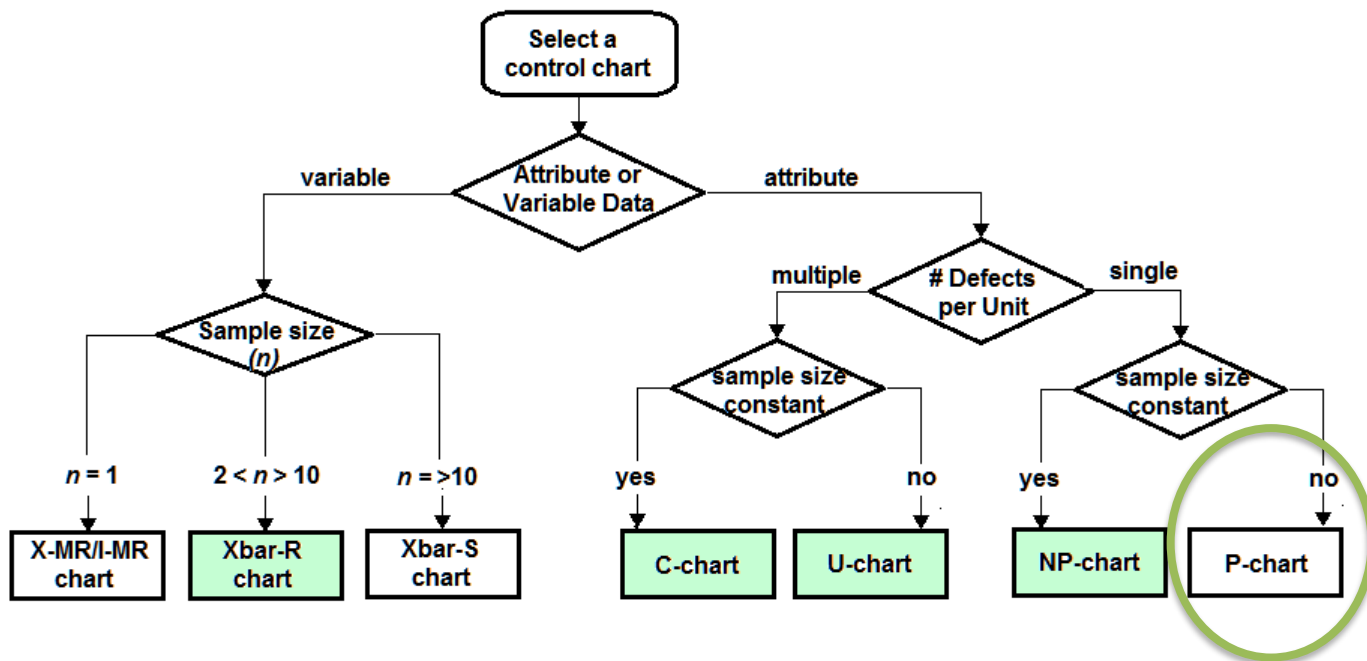 Select a
control chart
variable
Attribute or
Variable Data
attribute
multiple
# Defects
per Unit
single
Sample size
(n)
sample size
constant
sample size
constant
n = 1
2 < n > 10
n = >10
yes
no
yes
no
X-MR/I-MR
chart
Xbar-R
chart
Xbar-S
chart
C-chart
U-chart
NP-chart
P-chart